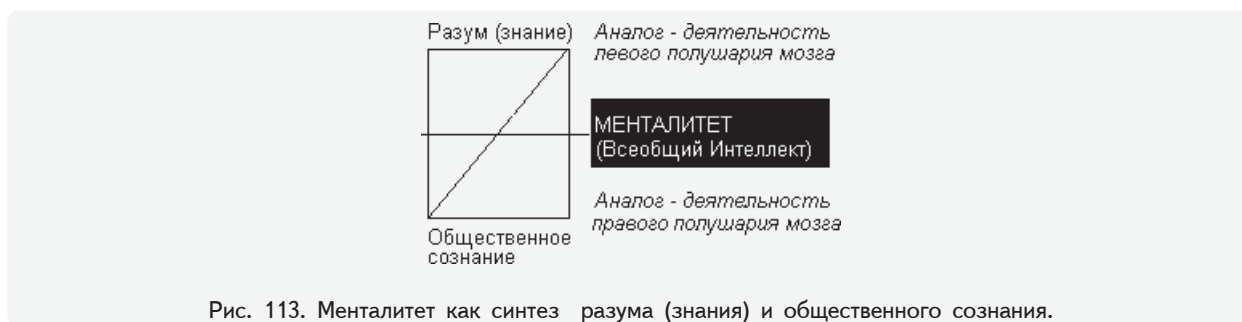 Разум (знание)
Аналог - деятельность
левого полушария мозга
МЕНТАЛИТЕТ
(Всеобщий Интеллект)
Аналог - деятельность
правого полушария мозга
Общественное
сознание
Рис. 113. Менталитет как синтез разума (знания) и общественного сознания.